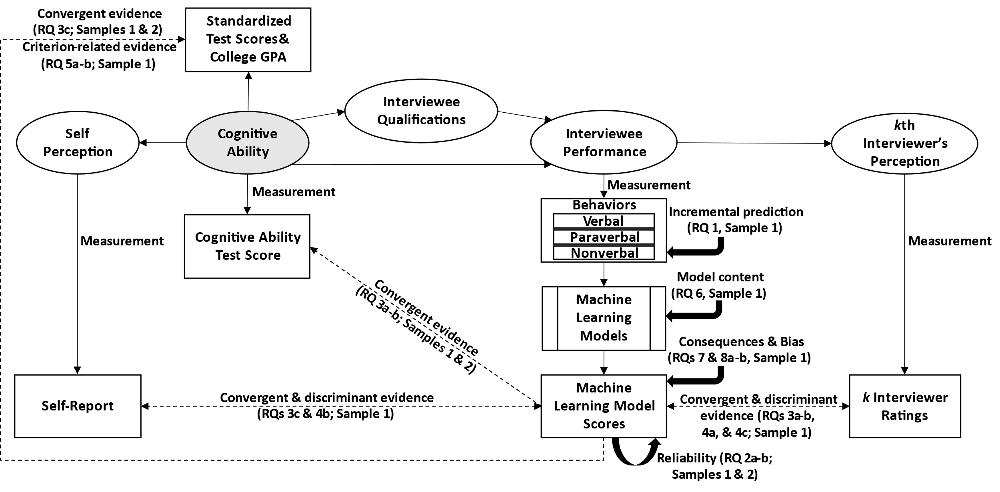 Convergent evidence
(RQ 3c; Samples 1 & 2)
Criterion-related evidence
(RQ 5a-b; Sample 1)
Standardized
Test Scores&
College GPA
Interviewee
Qualifications
Self
Perception
Cognitive
Ability
Interviewee
Performance
kth
Interviewer’s
Perception
Measurement
Measurement
Measurement
Measurement
Cognitive Ability
Test Score
Behaviors
Verbal
Paraverbal
Nonverbal
Incremental prediction
(RQ 1, Sample 1)
Model content
(RQ 6, Sample 1)
Machine
Learning
Models
Convergent evidence
(RQ 3a-b; Samples 1 & 2)
Consequences & Bias
(RQs 7 & 8a-b, Sample 1)
Self-Report
Convergent & discriminant evidence
(RQs 3c & 4b; Sample 1)
Machine
Learning Model
Scores
Convergent & discriminant
evidence (RQs 3a-b,
4a, & 4c; Sample 1)
k Interviewer
Ratings
Reliability (RQ 2a-b;
Samples 1 & 2)